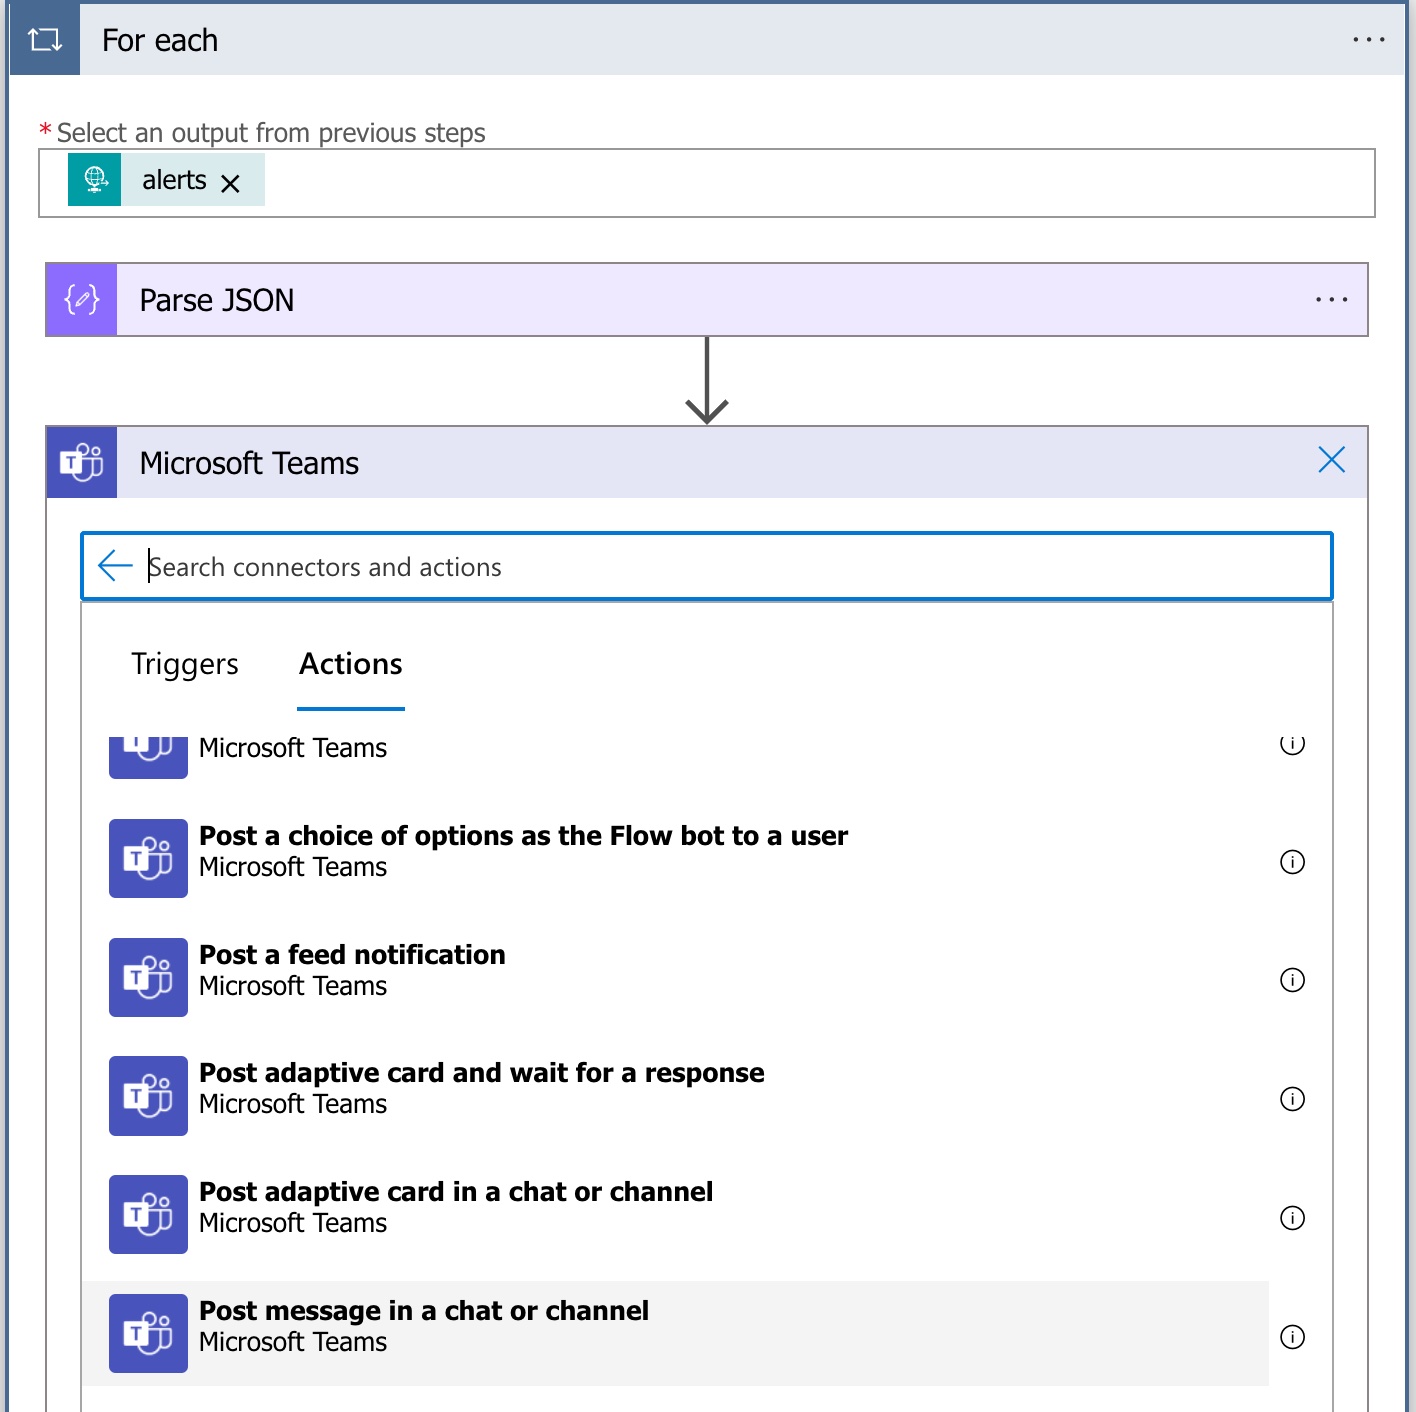 For each
* Select an output from previous steps
alerts
Parse JSON
Microsoft Teams
Search connectors and actions
Triggers Actions
Microsoft Teams
Post a choice of options as the Flow bot to a user
Microsoft Teams
Post a feed notification
Microsoft Teams
Post adaptive card and wait for a response
Microsoft Teams
Post adaptive card in a chat or channel
Microsoft Teams
Post message in a chat or channel
Microsoft Teams